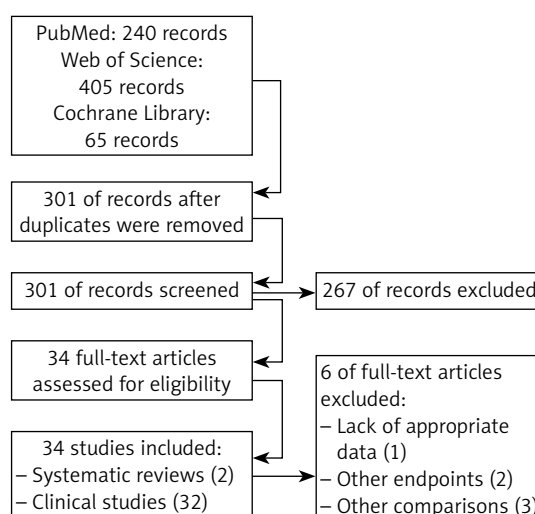 PubMed: 240 records
Web of Science:
405 records
Cochrane Library:
65 records
301 of records after
duplicates were removed
301 of records screened
267 of records excluded
34 full-text articles
assessed for eligibility
6 of full-text articles
excluded:
– Lack of appropriate
data (1)
– Other endpoints (2)
– Other comparisons (3)
34 studies included:
– Systematic reviews (2)
– Clinical studies (32)